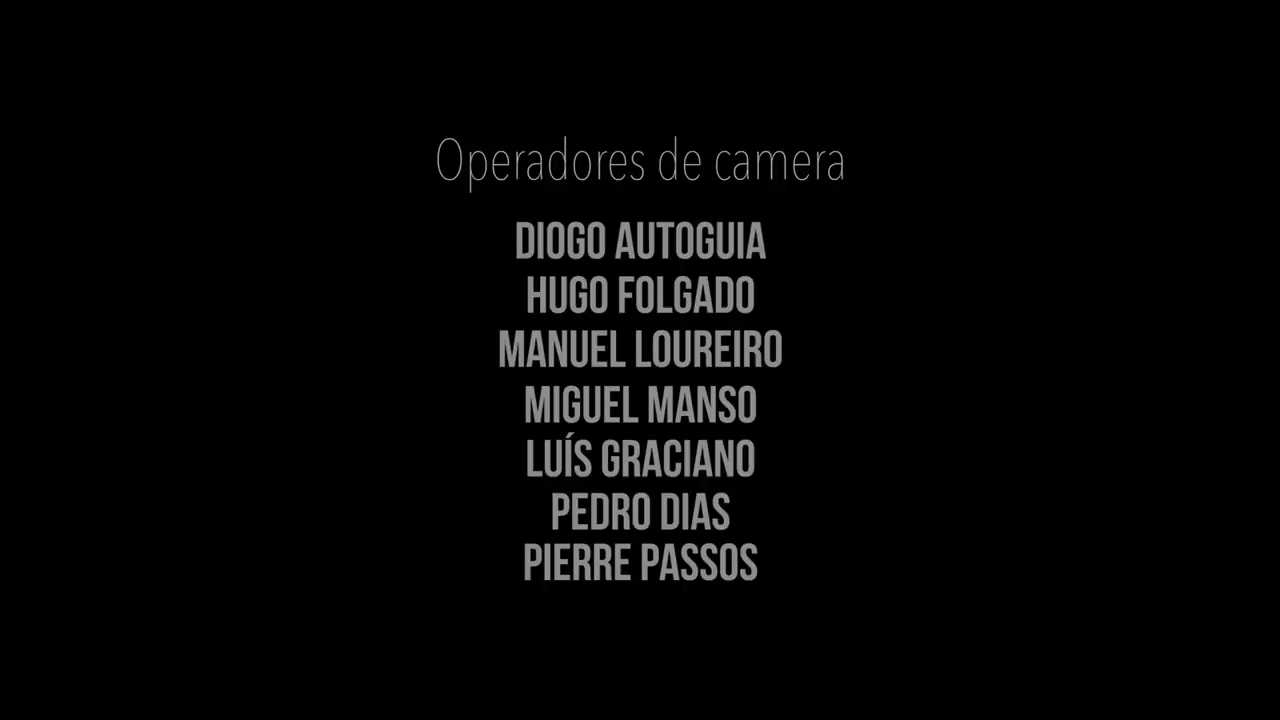 Operadores de camera
DIOGO AUTOGUIA
HUGO FOLGADO
MANUEL LOUREIRO
MIGUEL MANSO
LUÍS GRACIANO
PEDRO DIAS
PIERRE PASSOS